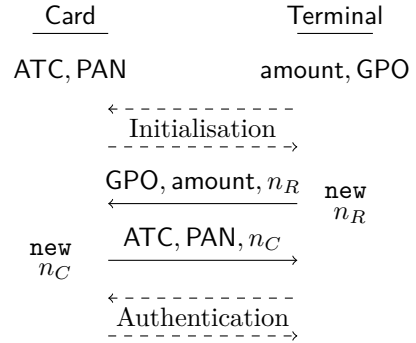 Card Terminal
ATC, PAN amount, GPO
Initialisation
GPO, amount, n_R
new
n_R
ATC, PAN, n_C
new
n_C
Authentication